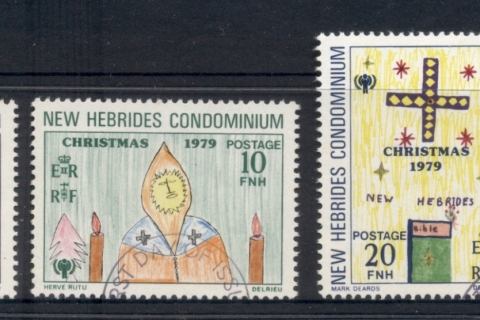 NEW HEBRIDES CONDOMINIUM
CHRISTMAS 1979
POSTAGE
10
FNH
E R
R F
HERVE RUTU
DELRIEU
NEW HEBRIDES CONDOMINIUM
CHRISTMAS
1979
NEW HEBRIDES
Bible
POSTAGE
20
FNH
E
R
MARK DEARDS